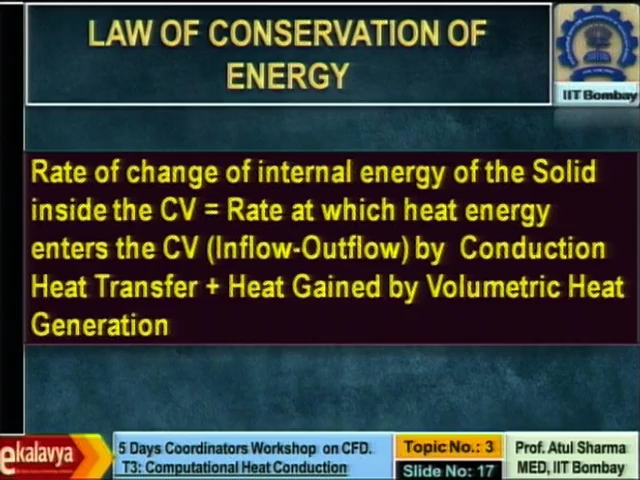 LAW OF CONSERVATION OF
ENERGY
IIT Bombay
Rate of change of internal energy of the Solid
inside the CV = Rate at which heat energy
enters the CV (Inflow-Outflow) by Conduction
Heat Transfer + Heat Gained by Volumetric Heat
Generation
ekalavya
5 Days Coordinators Workshop on CFD.
T3: Computational Heat Conduction
Topic No.: 3
Slide No: 17
Prof. Atul Sharma
MED, IIT Bombay